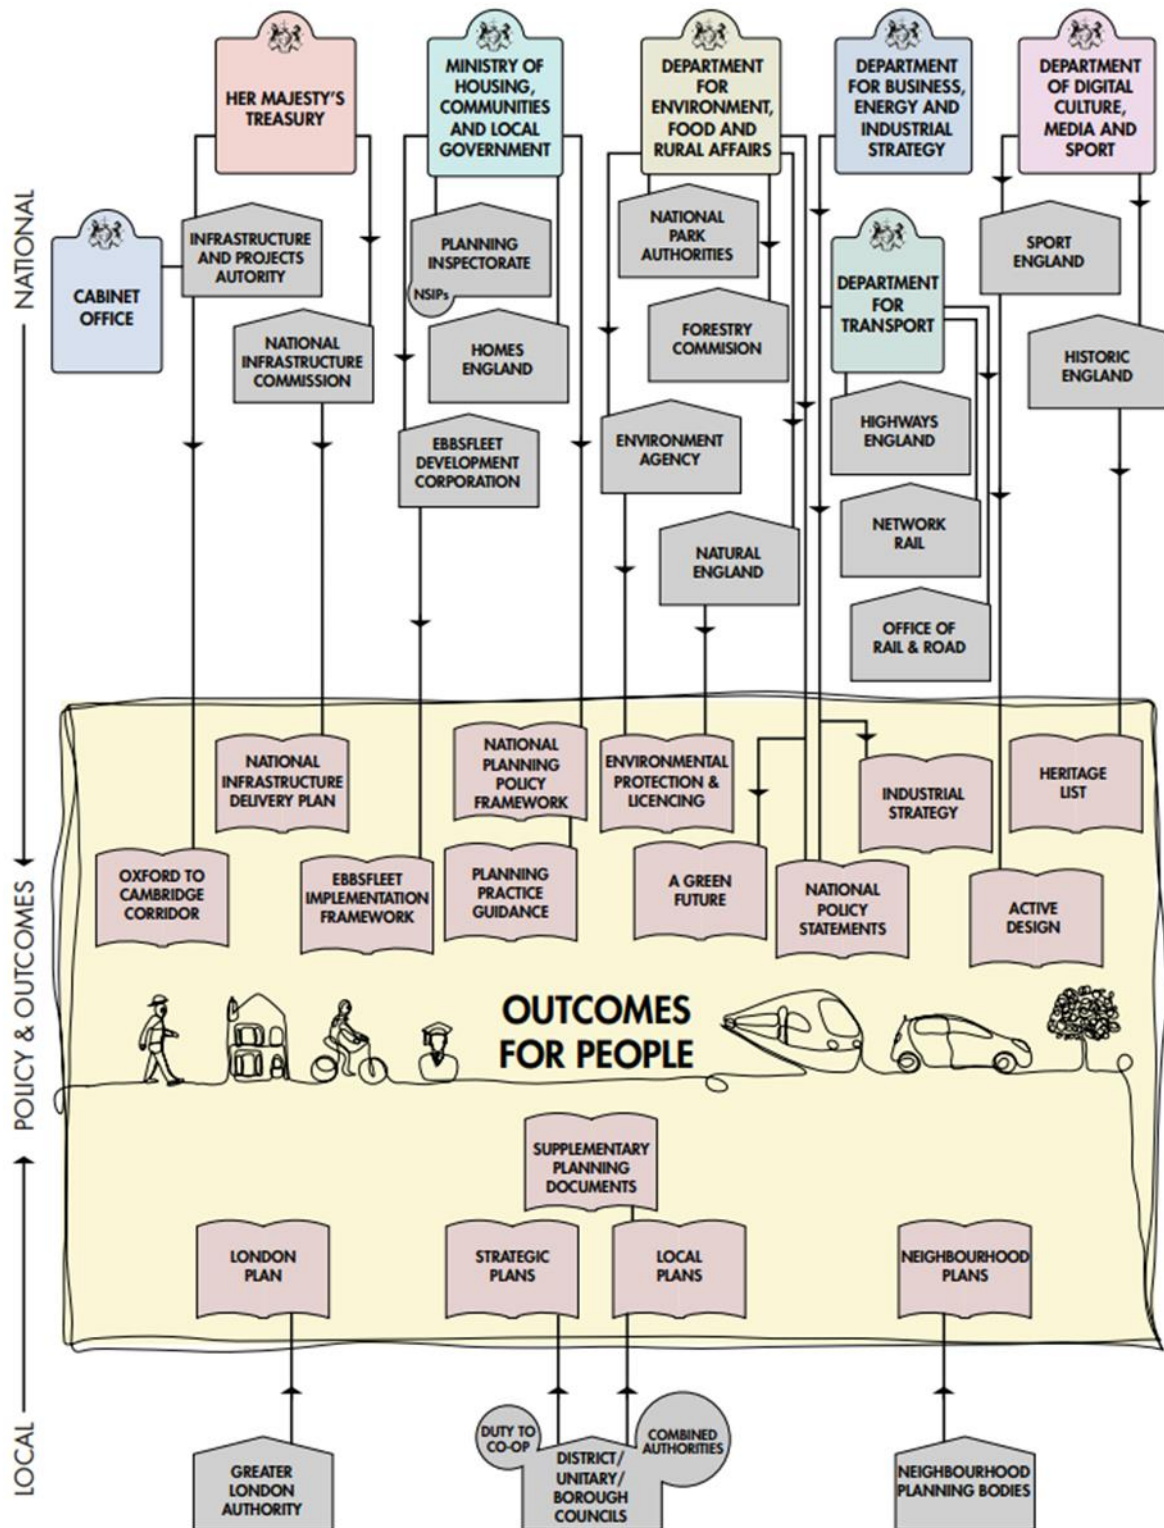 HER MAJESTY'S
TREASURY
MINISTRY OF
HOUSING,
COMMUNITIES
AND LOCAL
GOVERNMENT
DEPARTMENT
FOR
ENVIRONMENT,
FOOD AND
RURAL AFFAIRS
DEPARTMENT
FOR BUSINESS,
ENERGY AND
INDUSTRIAL
STRATEGY
DEPARTMENT
OF DIGITAL
CULTURE,
MEDIA AND
SPORT
NATIONAL
CABINET
OFFICE
INFRASTRUCTURE
AND PROJECTS
AUTORITY
NATIONAL
INFRASTRUCTURE
COMMISSION
PLANNING
INSPECTORATE
NSIPs
HOMES
ENGLAND
EBBSFLEET
DEVELOPMENT
CORPORATION
NATIONAL
PARK
AUTHORITIES
FORESTRY
COMMISION
ENVIRONMENT
AGENCY
NATURAL
ENGLAND
DEPARTMENT
FOR
TRANSPORT
HIGHWAYS
ENGLAND
NETWORK
RAIL
OFFICE OF
RAIL & ROAD
SPORT
ENGLAND
HISTORIC
ENGLAND
POLICY & OUTCOMES
NATIONAL
INFRASTRUCTURE
DELIVERY PLAN
NATIONAL
PLANNING
POLICY
FRAMEWORK
ENVIRONMENTAL
PROTECTION &
LICENCING
INDUSTRIAL
STRATEGY
HERITAGE
LIST
OXFORD TO
CAMBRIDGE
CORRIDOR
EBBSFLEET
IMPLEMENTATION
FRAMEWORK
PLANNING
PRACTICE
GUIDANCE
A GREEN
FUTURE
NATIONAL
POLICY
STATEMENTS
ACTIVE
DESIGN
OUTCOMES
FOR PEOPLE
SUPPLEMENTARY
PLANNING
DOCUMENTS
LONDON
PLAN
STRATEGIC
PLANS
LOCAL
PLANS
NEIGHBOURHOOD
PLANS
LOCAL
GREATER
LONDON
AUTHORITY
DUTY TO
CO-OP
DISTRICT/
UNITARY/
BOROUGH
COUNCILS
COMBINED
AUTHORITIES
NEIGHBOURHOOD
PLANNING BODIES